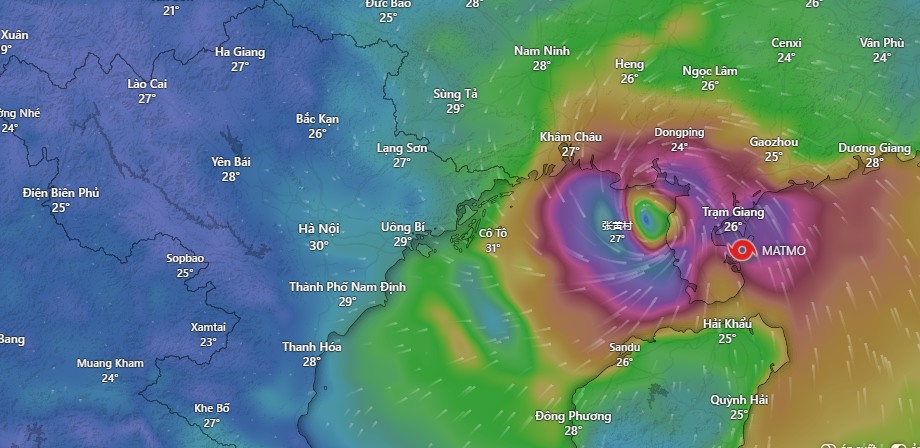 Đức Bảo
25°
28°
26°
21°
Xuân
9°
Hà Giang
27°
Nam Ninh
28°
Cenxi
24°
Vân Phù
24°
Heng
26°
Ngọc Lâm
26°
Lào Cai
27°
Sùng Tả
29°
ờng Nhé
24°
Bắc Kạn
26°
Khâm Châu
27°
Dongping
24°
Gaozhou
25°
Dương Giang
28°
Lạng Sơn
27°
Yên Bái
28°
Điện Biên Phủ
25°
Trạm Giang
26°
张黄村
27°
Hà Nội
30°
Uông Bí
29°
Cô Tô
31°
MATMO
Sopbao
25°
Thành Phố Nam Định
29°
Xamtai
23°
Bang
Hải Khẩu
25°
Thanh Hóa
28°
Sandu
26°
Muang Kham
24°
Khe Bố
27°
Quỳnh Hải
25°
Đông Phương
28°